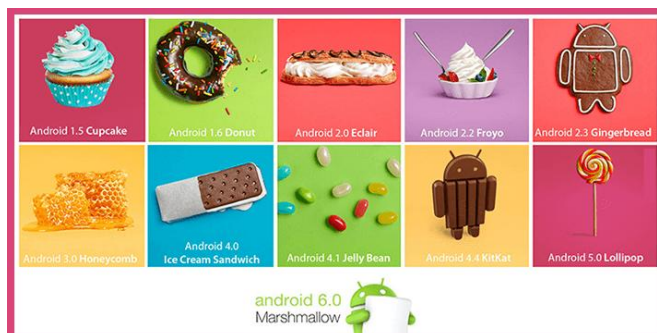 Android 1.5 Cupcake
Android 1.6 Donut
Android 2.0 Eclair
Android 2.2 Froyo
Android 2.3 Gingerbread
Android 3.0 Honeycomb
Android 4.0
Ice Cream Sandwich
Android 4.1 Jelly Bean
Android 4.4 KitKat
Android 5.0 Lollipop
android 6.0
Marshmallow